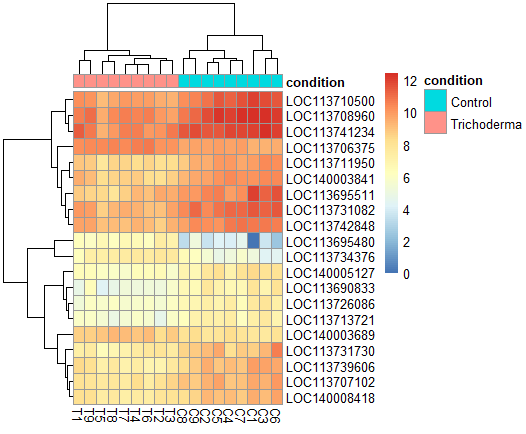 condition
LOC113710500
LOC113708960
LOC113741234
LOC113706375
LOC113711950
LOC140003841
LOC113695511
LOC113731082
LOC113742848
LOC113695480
LOC113734376
LOC140005127
LOC113690833
LOC113726086
LOC113713721
LOC140003689
LOC113731730
LOC113739606
LOC113707102
LOC140008418
T1 T9 T5 T8 T7 T4 T6 T2 T3 C8 C9 C2 C5 C4 C7 C1 C3 C6
12
10
8
6
4
2
0
condition
Control
Trichoderma